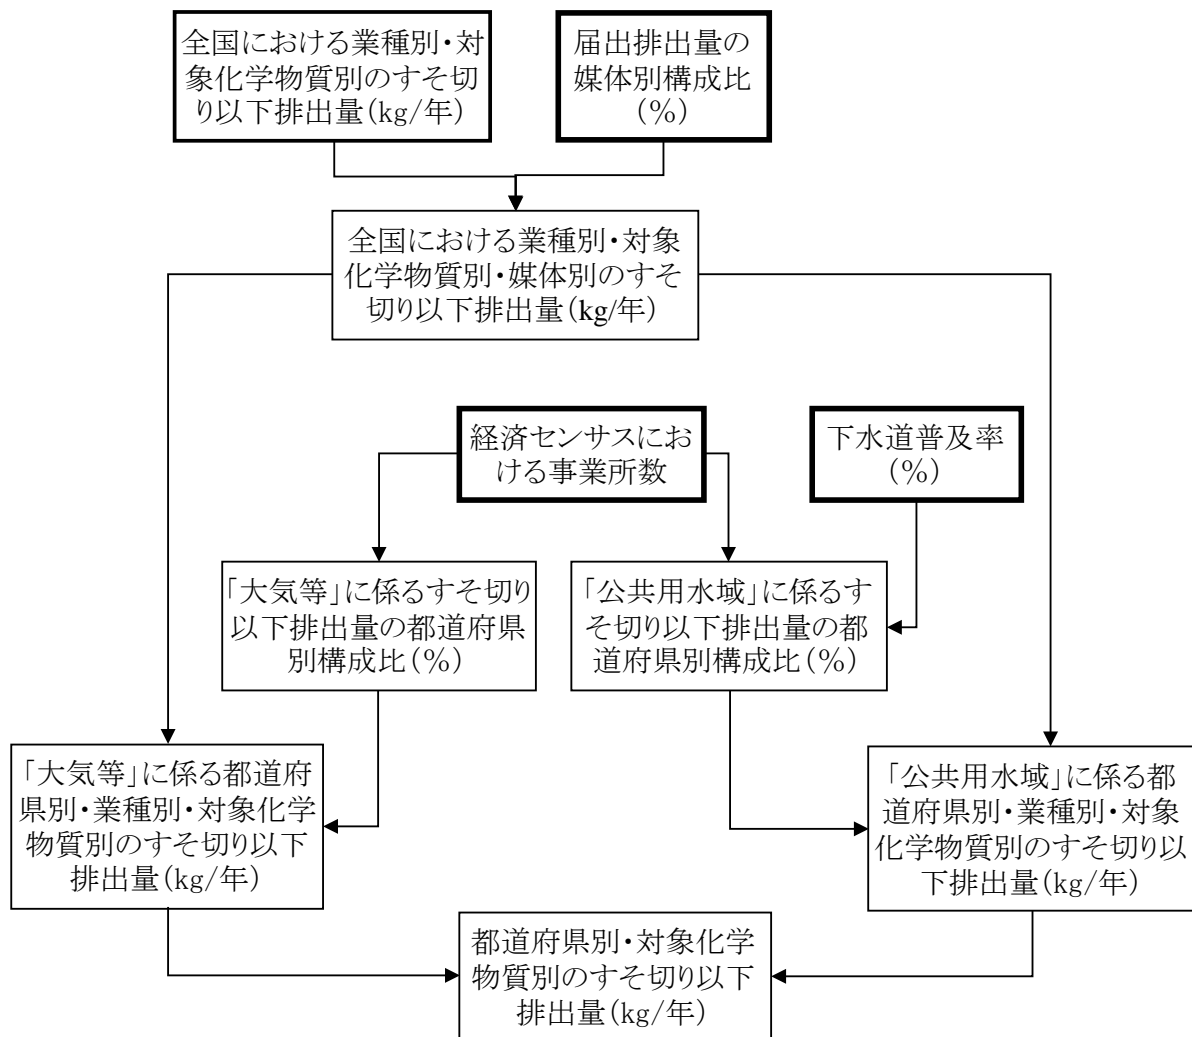 全国における業種別・対
象化学物質別のすそ切
り以下排出量(kg/年)
届出排出量の
媒体別構成比
(%)
全国における業種別・対象
化学物質別・媒体別のすそ
切り以下排出量(kg/年)
経済センサスにお
ける事業所数
下水道普及率
(%)
「大気等」に係るすそ切り
以下排出量の都道府県
別構成比(%)
「公共用水域」に係るす
そ切り以下排出量の都
道府県別構成比(%)
「大気等」に係る都道府
県別・業種別・対象化学
物質別のすそ切り以下
排出量(kg/年)
「公共用水域」に係る都
道府県別・業種別・対象
化学物質別のすそ切り以
下排出量(kg/年)
都道府県別・対象化学
物質別のすそ切り以下
排出量(kg/年)